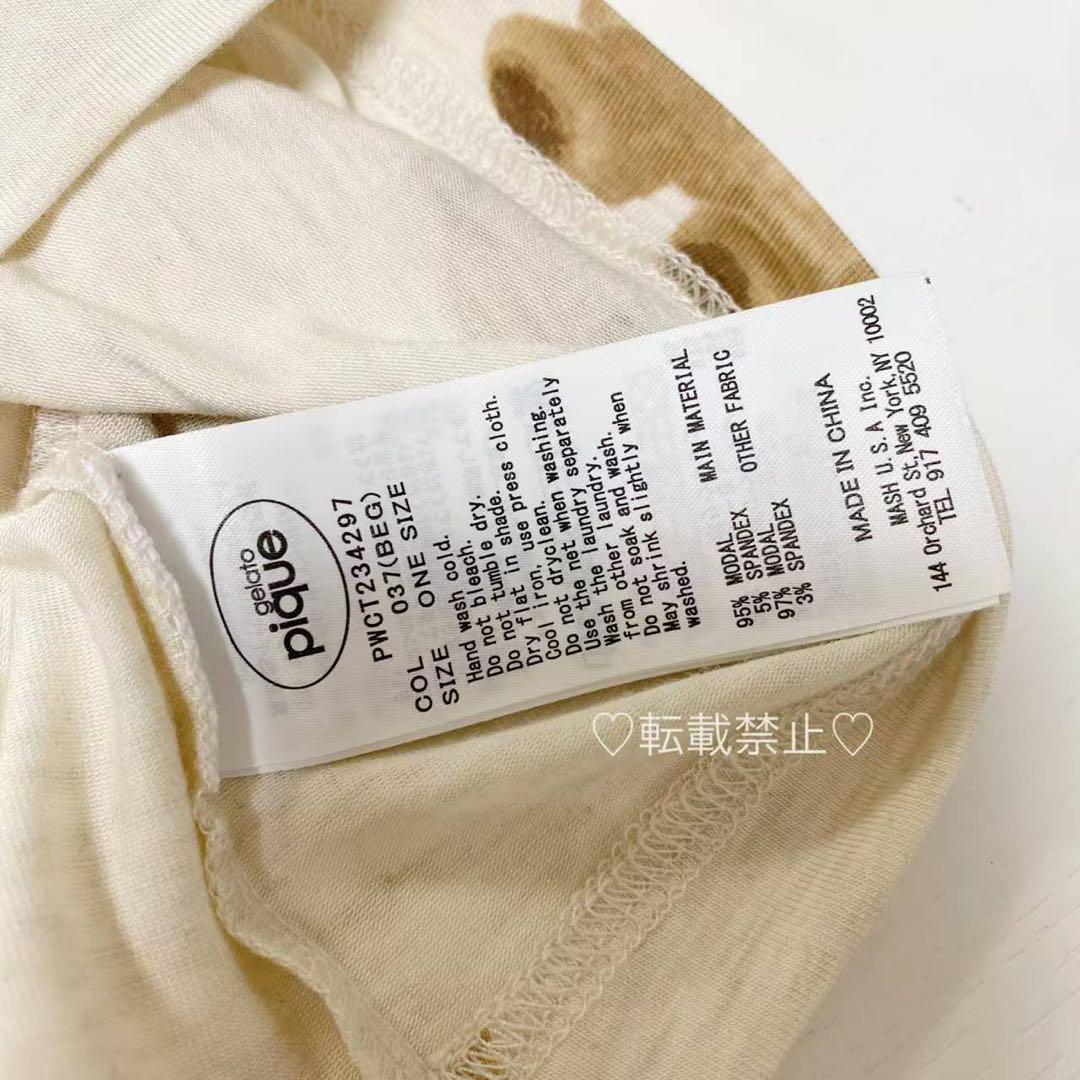 gelato
pique
PWCT234297
COL 037(BEG)
SIZE ONE SIZE
Hand wash cold.
Do not bleach.
Do not tumble dry.
Do not in shade.
Dry flat in use press cloth.
Cool iron, dryclean.
Do not dryclean washing.
Do not net when separately
Use the laundry.
Wash other and wash.
from soak and when
Do not slightly
May shrink
washed.
95% MODAL MAIN MATERIAL
5% SPANDEX
97% MODAL OTHER FABRIC
3% SPANDEX
MADE IN CHINA
MASH U.S.A Inc.
144 Orchard St, New York, NY 10002
TEL 917 409 5520
♡転載禁止♡